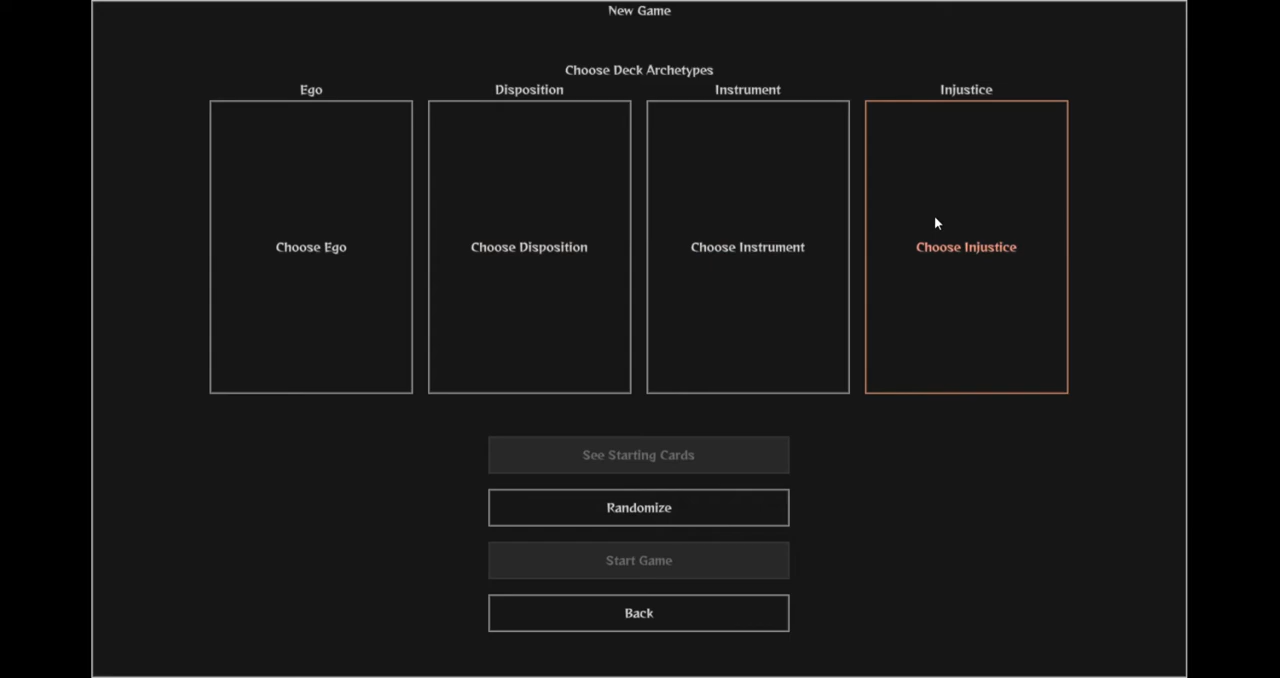 New Game
Choose Deck Archetypes
Ego Disposition Instrument Injustice
Choose Ego Choose Disposition Choose Instrument Choose Injustice
See Starting Cards
Randomize
Start Game
Back